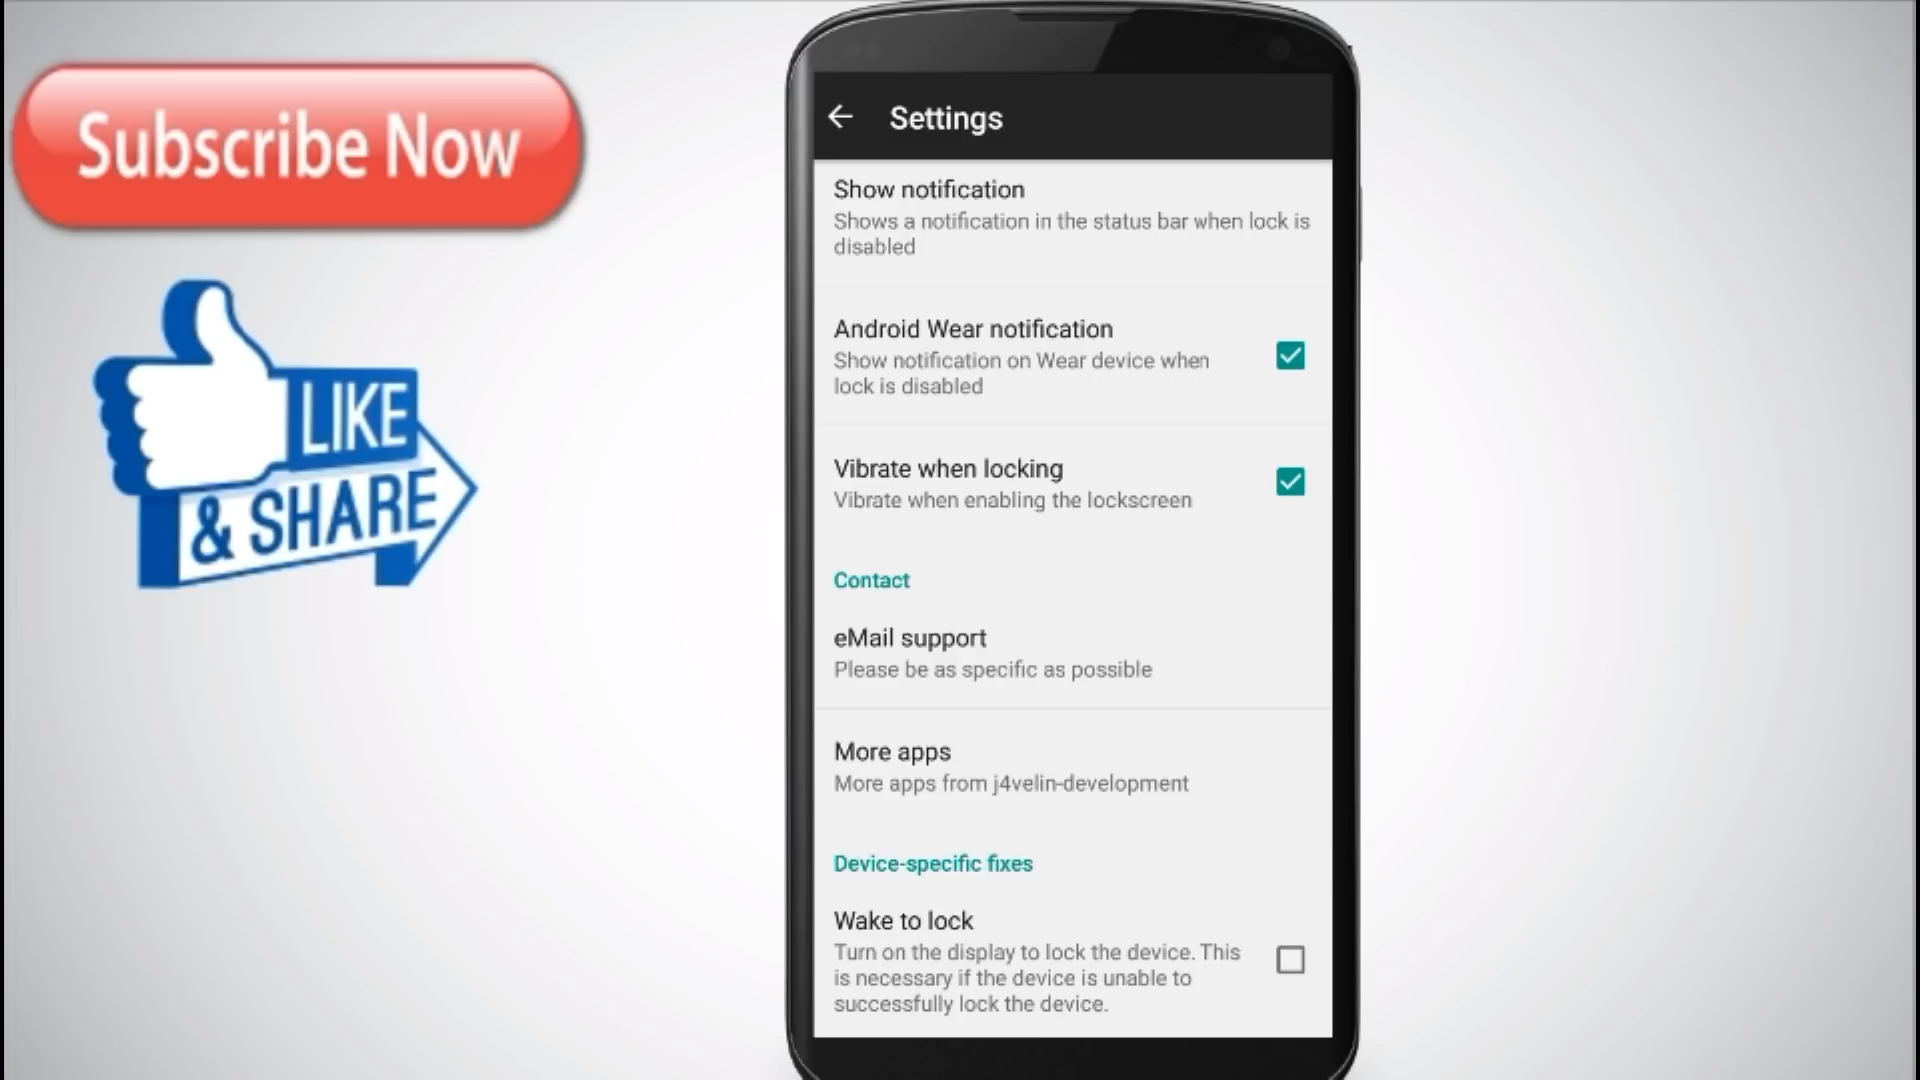 Subscribe Now
LIKE
& SHARE
Settings
Show notification
Shows a notification in the status bar when lock is
disabled
Android Wear notification
Show notification on Wear device when
lock is disabled
Vibrate when locking
Vibrate when enabling the lockscreen
Contact
eMail support
Please be as specific as possible
More apps
More apps from j4velin-development
Device-specific fixes
Wake to lock
Turn on the display to lock the device. This
is necessary if the device is unable to
successfully lock the device.